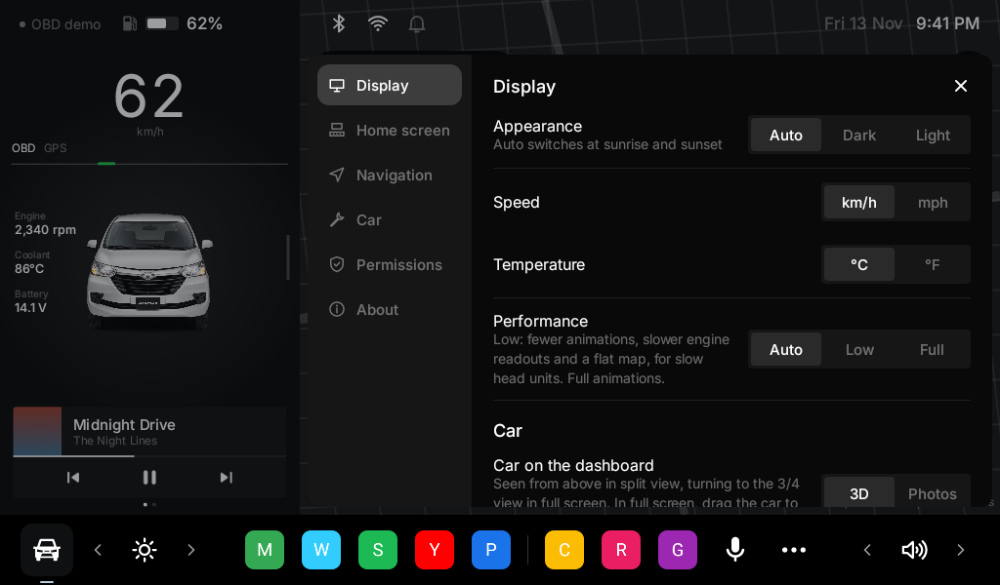 OBD demo
62%
Fri 13 Nov
9:41 PM
62
km/h
OBD GPS
Engine
2,340 rpm
Coolant
86°C
Battery
14.1 V
Midnight Drive
The Night Lines
Display
Home screen
Navigation
Car
Permissions
About
Display
Appearance
Auto switches at sunrise and sunset
Auto Dark Light
Speed
km/h mph
Temperature
°C °F
Performance
Low: fewer animations, slower engine
readouts and a flat map, for slow
head units. Full animations.
Auto Low Full
Car
Car on the dashboard
Seen from above in split view, turning to the 3/4
view in full screen. In full screen, drag the car to
3D Photos
M W S Y P C R G